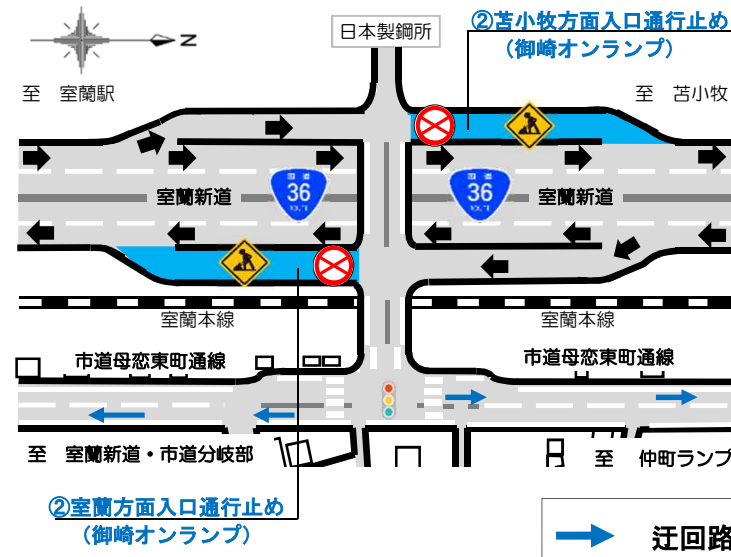 日本製鋼所
②苫小牧方面入口通行止め
(御崎オンランプ)
N
至 室蘭駅
至 苫小牧
室蘭新道
36
36
室蘭新道
室蘭本線
室蘭本線
市道母恋東町通線
市道母恋東町通線
至 室蘭新道・市道分岐部
至 仲町ランプ
②室蘭方面入口通行止め
(御崎オンランプ)
迂回路